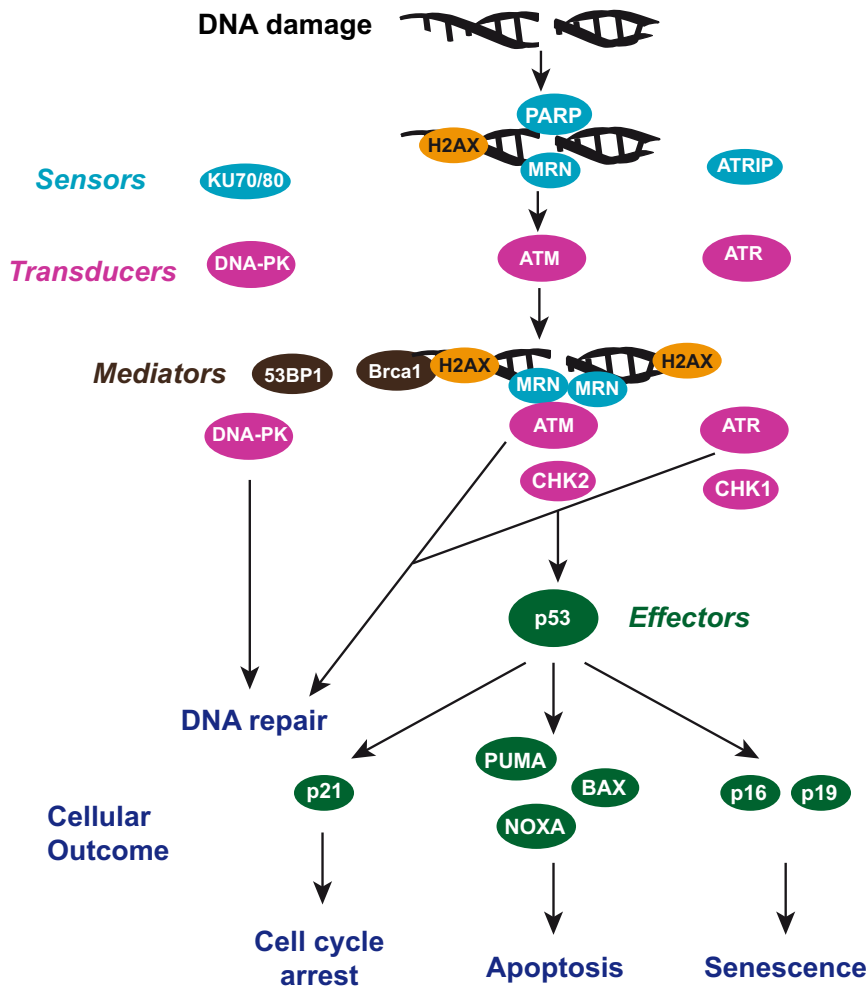 DNA damage
PARP
H2AX
MRN
Sensors
KU70/80
ATRIP
Transducers
DNA-PK
ATM
ATR
Mediators
53BP1
Brca1
H2AX
H2AX
MRN
MRN
DNA-PK
ATM
ATR
CHK2
CHK1
p53
Effectors
DNA repair
PUMA
BAX
NOXA
p21
p16
p19
Cellular
Outcome
Cell cycle
arrest
Apoptosis
Senescence